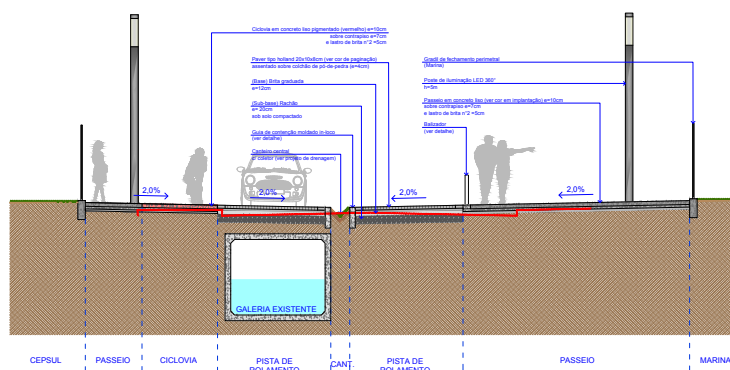 Ciclovia em concreto liso pigmentado (vermelho) e=10cm
sobre contrapiso e=7cm
e lastro de brita n°2 =5cm
Paver tipo holland 20x10x8cm (ver cor de paginação)
assentado sobre colchão de pó-de-pedra (e=4cm)
(Base) Brita graduada
e=12cm
(Sub-base) Rachão
e= 20cm
sob solo compactado
Guia de contenção moldado in-loco
(ver detalhe)
Canteiro central
c/ coletor (ver projeto de drenagem)
Gradil de fechamento perimetral
(Marina)
Poste de iluminação LED 360°
h=5m
Passeio em concreto liso (ver cor em implantação) e=10cm
sobre contrapiso e=7cm
e lastro de brita n°2 =5cm
Balizador
(ver detalhe)
2,0%
2,0%
2,0%
2,0%
GALERIA EXISTENTE
CEPSUL
PASSEIO
CICLOVIA
PISTA DE
ROLAMENTO
CANT.
PISTA DE
ROLAMENTO
PASSEIO
MARINA